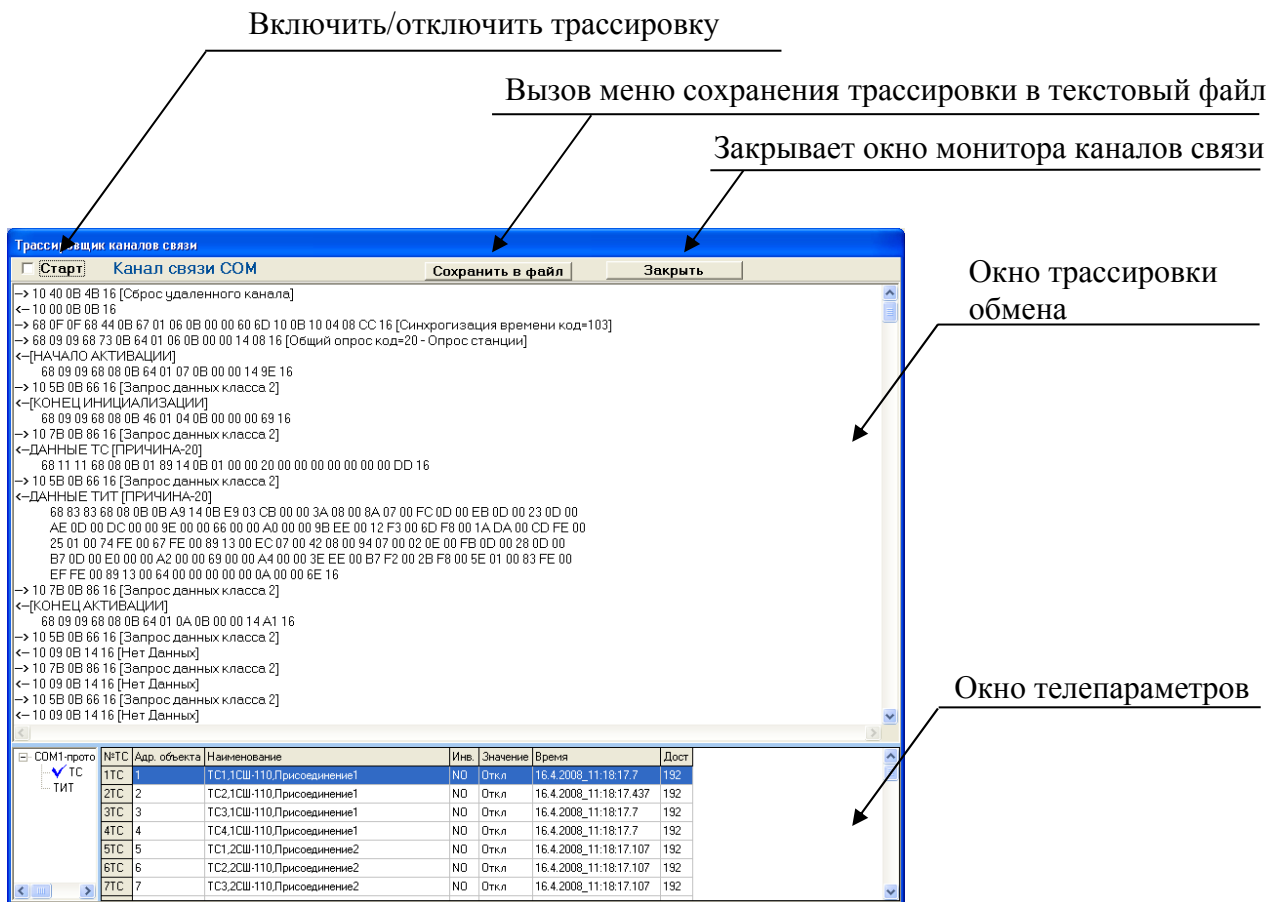 Включить/отключить трассировку
Вызов меню сохранения трассировки в текстовый файл
Закрывает окно монитора каналов связи
Трассировщик каналов связи
Старт Канал связи COM Сохранить в файл Закрыть
Окно трассировки
обмена
–> 10 40 0B 4B 16 [Сброс удаленного канала]
<– 10 00 0B 0B 16
–> 68 0F 0F 68 44 0B 67 01 06 0B 00 00 60 6D 10 0B 10 04 08 CC 16 [Синхрогизация времени код=103]
–> 68 09 09 68 73 0B 64 01 06 0B 00 00 14 08 16 [Общий опрос код=20 - Опрос станции]
<–[НАЧАЛО АКТИВАЦИИ]
68 09 09 68 08 0B 64 01 07 0B 00 00 14 9E 16
–> 10 5B 0B 66 16 [Запрос данных класса 2]
<–[КОНЕЦ ИНИЦИАЛИЗАЦИИ]
68 09 09 68 08 0B 46 01 04 0B 00 00 00 69 16
–> 10 7B 0B 86 16 [Запрос данных класса 2]
<–ДАННЫЕ ТС [ПРИЧИНА-20]
68 11 11 68 08 0B 01 89 14 0B 01 00 00 20 00 00 00 00 00 00 00 DD 16
–> 10 5B 0B 66 16 [Запрос данных класса 2]
<–ДАННЫЕ ТИТ [ПРИЧИНА-20]
68 83 83 68 08 0B 0B A9 14 0B E9 03 CB 00 00 3A 08 00 8A 07 00 FC 0D 00 EB 0D 00 23 0D 00
AE 0D 00 DC 00 00 9E 00 00 66 00 00 A0 00 00 9B EE 00 12 F3 00 6D F8 00 1A DA 00 CD FE 00
25 01 00 74 FE 00 67 FE 00 89 13 00 EC 07 00 42 08 00 94 07 00 02 0E 00 FB 0D 00 28 0D 00
B7 0D 00 E0 00 00 A2 00 00 69 00 00 A4 00 00 3E EE 00 B7 F2 00 2B F8 00 5E 01 00 83 FE 00
EF FE 00 89 13 00 64 00 00 00 00 00 0A 00 00 6E 16
–> 10 7B 0B 86 16 [Запрос данных класса 2]
<–[КОНЕЦ АКТИВАЦИИ]
68 09 09 68 08 0B 64 01 0A 0B 00 00 14 A1 16
–> 10 5B 0B 66 16 [Запрос данных класса 2]
<– 10 09 0B 14 16 [Нет Данных]
–> 10 7B 0B 86 16 [Запрос данных класса 2]
<– 10 09 0B 14 16 [Нет Данных]
–> 10 5B 0B 66 16 [Запрос данных класса 2]
<– 10 09 0B 14 16 [Нет Данных]
Окно телепараметров
COM1-прото
ТС
ТИТ
№ТС Адр. объекта Наименование Инв. Значение Время Дост
1ТС 1 ТС1,1СШ-110,Присоединение1 NO Откл 16.4.2008_11:18:17.7 192
2ТС 2 ТС2,1СШ-110,Присоединение1 NO Откл 16.4.2008_11:18:17.437 192
3ТС 3 ТС3,1СШ-110,Присоединение1 NO Откл 16.4.2008_11:18:17.7 192
4ТС 4 ТС4,1СШ-110,Присоединение1 NO Откл 16.4.2008_11:18:17.7 192
5ТС 5 ТС1,2СШ-110,Присоединение2 NO Откл 16.4.2008_11:18:17.107 192
6ТС 6 ТС2,2СШ-110,Присоединение2 NO Откл 16.4.2008_11:18:17.107 192
7ТС 7 ТС3,2СШ-110,Присоединение2 NO Откл 16.4.2008_11:18:17.107 192